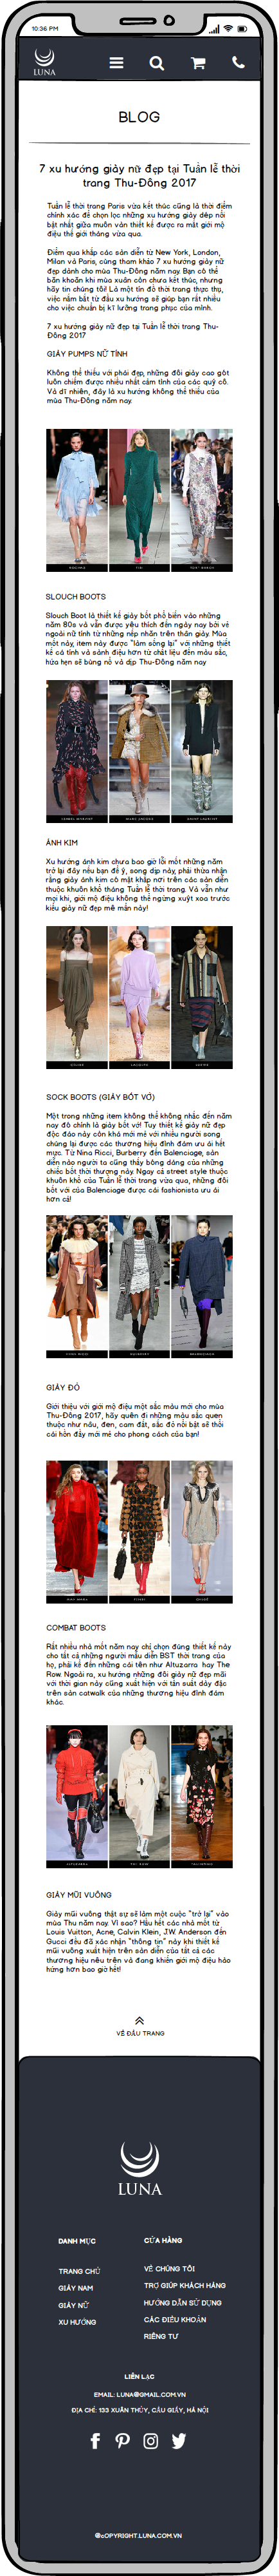 10:36 PM
LUNA
BLOG
7 xu hướng giày nữ đẹp tại Tuần lễ thời
trang Thu-Đông 2017
Tuần lễ thời trang Paris vừa kết thúc cũng là thời điểm
chính xác để chọn lọc những xu hướng giày dép nổi
bật nhất giữa muôn vàn thiết kế được ra mắt giới mộ
điệu thế giới tháng vừa qua.
Điểm qua khắp các sàn diễn từ New York, London,
Milan và Paris, cùng tham khảo 7 xu hướng giày nữ
đẹp dành cho mùa Thu-Đông năm nay. Bạn có thể
băn khoăn khi mùa xuân còn chưa kết thúc, nhưng
hãy tin chúng tôi! Là một tín đồ thời trang thực thụ,
việc nắm bắt từ đầu xu hướng sẽ giúp bạn rất nhiều
cho việc chuẩn bị kĩ lưỡng trang phục của mình.
7 xu hướng giày nữ đẹp tại Tuần lễ thời trang Thu-
Đông 2017
GIÀY PUMPS NỮ TÍNH
Không thể thiếu với phái đẹp, những đôi giày cao gót
luôn chiếm được nhiều nhất cảm tình của các quý cô.
Và dĩ nhiên, đây là xu hướng không thể thiếu của
mùa Thu-Đông năm nay.
ROCHAS
TIBI
TORY BURCH
SLOUCH BOOTS
Slouch Boot là thiết kế giày bốt phổ biến vào những
năm 80s và vẫn được yêu thích đến ngày nay bởi vẻ
ngoài nữ tính từ những nếp nhăn trên thân giày. Mùa
mốt này, item này được "làm sống lại" với những thiết
kế cá tính và sành điệu hơn từ chất liệu đến màu sắc,
hứa hẹn sẽ bùng nổ vô dịp Thu-Đông năm nay
ISABEL MARANT
MARC JACOBS
SAINT LAURENT
ÁNH KIM
Xu hướng ánh kim chưa bao giờ lỗi mốt những năm
trở lại đây nếu bạn để ý, song dịp này, phải thừa nhận
rằng giày ánh kim có mặt khắp nơi trên các sàn diễn
thuộc khuôn khổ tháng Tuần lễ thời trang. Và vẫn như
mọi khi, giới mộ điệu không thể ngừng xuýt xoa trước
kiểu giày nữ đẹp mê mẩn này!
CÉLINE
JACQUEMUS
LOEWE
SOCK BOOTS (GIÀY BỐT VỚ)
Một trong những item không thể không nhắc đến năm
nay đó chính là giày bốt vớ! Tuy thiết kế giày nữ đẹp
độc đáo này còn khá mới mẻ với nhiều người song
chúng lại được các thương hiệu đình đám ưu ái hết
mực. Từ Nina Ricci, Burberry đến Balenciaga, sàn
diễn nào người ta cũng thấy bóng dáng của những
chiếc bốt thời thượng này. Ngay cả street style thuộc
khuôn khổ của Tuần lễ thời trang vừa qua, những đôi
bốt vớ của Balenciaga được cái fashionista ưu ái
hơn cả!
NINA RICCI
BURBERRY
BALENCIAGA
GIÀY ĐỎ
Giới thiệu với giới mộ điệu một sắc màu mới cho mùa
Thu-Đông 2017, hãy quên đi những màu sắc quen
thuộc như nâu, đen, cam đất, sắc đỏ nổi bật sẽ thổi
cái hồn đầy mới mẻ cho phong cách của bạn!
MAX MARA
FENDI
CHLOÉ
COMBAT BOOTS
Rất nhiều nhà mốt năm nay chỉ chọn đúng thiết kế này
cho tất cả những người mẫu diễn BST thời trang của
họ, phải kể đến những cái tên như Altuzarra hay The
Row. Ngoài ra, xu hướng những đôi giày nữ đẹp mới
với thời gian này cũng xuất hiện với tần suất dày đặc
trên sàn catwalk của những thương hiệu đình đám
khác.
ALTUZARRA
THE ROW
VALENTINO
GIÀY MŨI VUÔNG
Giày mũi vuông thật sự sẽ làm một cuộc "trở lại" vào
mùa Thu năm nay. Vì sao? Hầu hết các nhà mốt từ
Louis Vuitton, Acne, Calvin Klein, J.W. Anderson đến
Gucci đều đã xác nhận "thông tin" này khi thiết kế
mũi vuông xuất hiện trên sàn diễn của tất cả các
thương hiệu nêu trên và đang khiến giới mộ điệu háo
hứng hơn bao giờ hết!
VỀ ĐẦU TRANG
LUNA
DANH MỤC
CỬA HÀNG
TRANG CHỦ
VỀ CHÚNG TÔI
GIÀY NAM
TRỢ GIÚP KHÁCH HÀNG
GIÀY NỮ
HƯỚNG DẪN SỬ DỤNG
XU HƯỚNG
CÁC ĐIỀU KHOẢN
RIÊNG TƯ
LIÊN LẠC
EMAIL: LUNA@GMAIL.COM.VN
ĐỊA CHỈ: 133 XUÂN THỦY, CẦU GIẤY, HÀ NỘI
@COPYRIGHT.LUNA.COM.VN